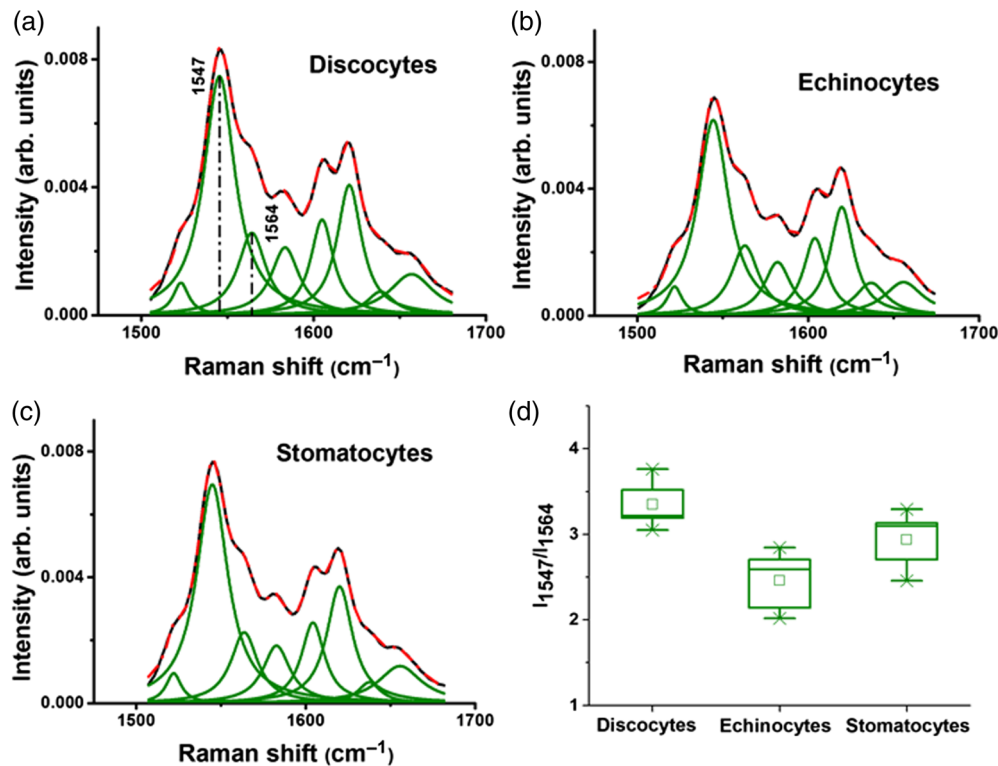 (a)
Discocytes
1547
1564
0.008
0.004
0.000
Intensity (arb. units)
1500 1600 1700
Raman shift (cm⁻¹)
(b)
Echinocytes
0.008
0.004
0.000
Intensity (arb. units)
1500 1600 1700
Raman shift (cm⁻¹)
(c)
Stomatocytes
0.008
0.004
0.000
Intensity (arb. units)
1500 1600 1700
Raman shift (cm⁻¹)
(d)
4
3
2
1
I1547/I1564
Discocytes Echinocytes Stomatocytes